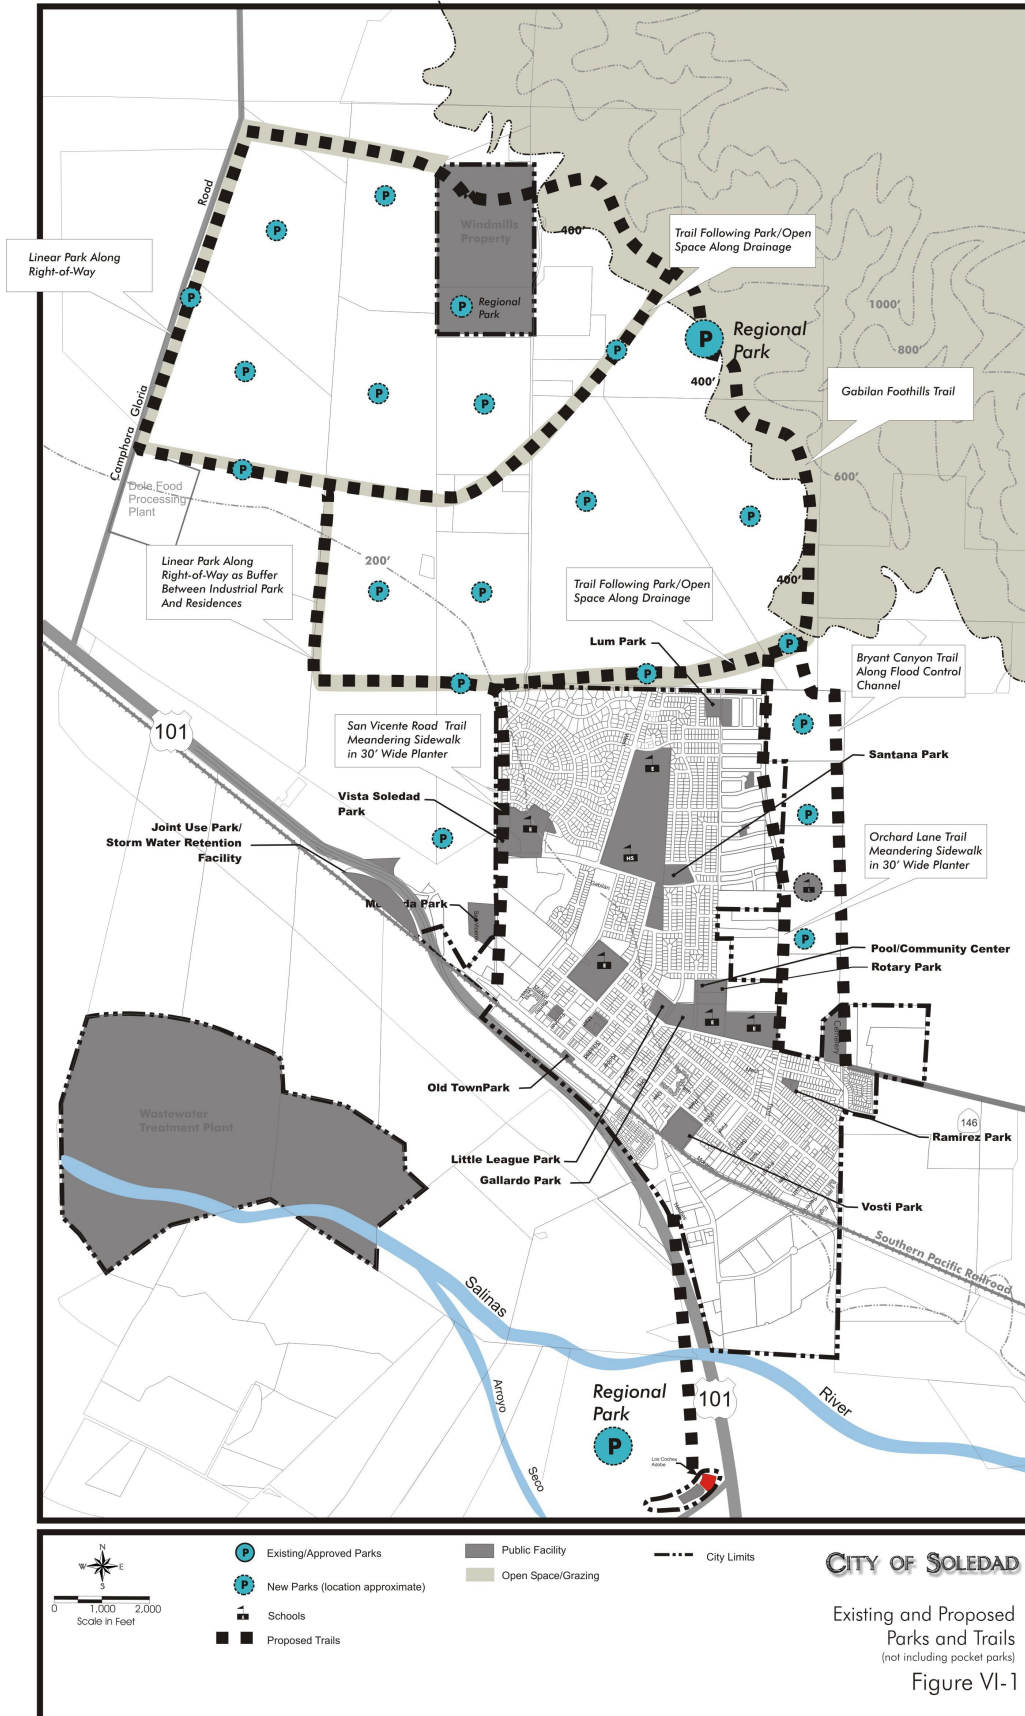 Road
Linear Park Along
Right-of-Way
Windmills
Property
400'
Trail Following Park/Open
Space Along Drainage
P
P
P
P
Regional
Park
P
Regional
Park
1000'
800'
P
P
P
P
400'
Gabilan Foothills Trail
Camphora Gloria
P
Dole Food
Processing
Plant
600'
P
P
200'
Linear Park Along
Right-of-Way as Buffer
Between Industrial Park
And Residences
P
P
400'
Trail Following Park/Open
Space Along Drainage
Lum Park
P
P
P
Bryant Canyon Trail
Along Flood Control
Channel
101
San Vicente Road Trail
Meandering Sidewalk
in 30' Wide Planter
P
Santana Park
Vista Soledad
Park
P
P
Joint Use Park/
Storm Water Retention
Facility
HS
Orchard Lane Trail
Meandering Sidewalk
in 30' Wide Planter
Gabilan
P
Pool/Community Center
Rotary Park
Market
Cemetery
Old TownPark
Wastewater
Treatment Plant
146
Ramirez Park
Little League Park
Gallardo Park
Vosti Park
Southern Pacific Railroad
Salinas
Arroyo
Seco
River
Regional
Park
P
101
Los Coches
Adobe
N
W E
S
0 1,000 2,000
Scale in Feet
P Existing/Approved Parks
P New Parks (location approximate)
Schools
Proposed Trails
Public Facility
Open Space/Grazing
City Limits
CITY OF SOLEDAD
Existing and Proposed
Parks and Trails
(not including pocket parks)
Figure VI-1